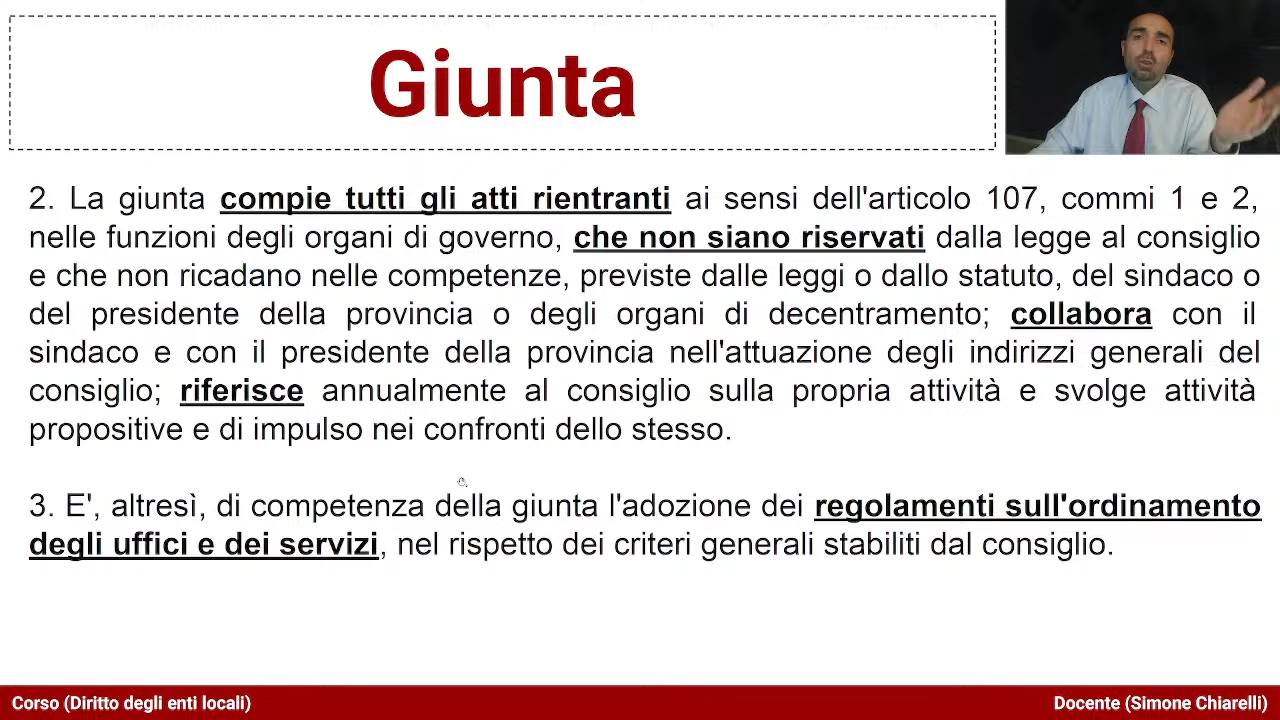 Giunta
2. La giunta compie tutti gli atti rientranti ai sensi dell'articolo 107, commi 1 e 2,
nelle funzioni degli organi di governo, che non siano riservati dalla legge al consiglio
e che non ricadano nelle competenze, previste dalle leggi o dallo statuto, del sindaco o
del presidente della provincia o degli organi di decentramento; collabora con il
sindaco e con il presidente della provincia nell'attuazione degli indirizzi generali del
consiglio; riferisce annualmente al consiglio sulla propria attività e svolge attività
propositive e di impulso nei confronti dello stesso.
3. E', altresì, di competenza della giunta l'adozione dei regolamenti sull'ordinamento
degli uffici e dei servizi, nel rispetto dei criteri generali stabiliti dal consiglio.
Corso (Diritto degli enti locali)
Docente (Simone Chiarelli)